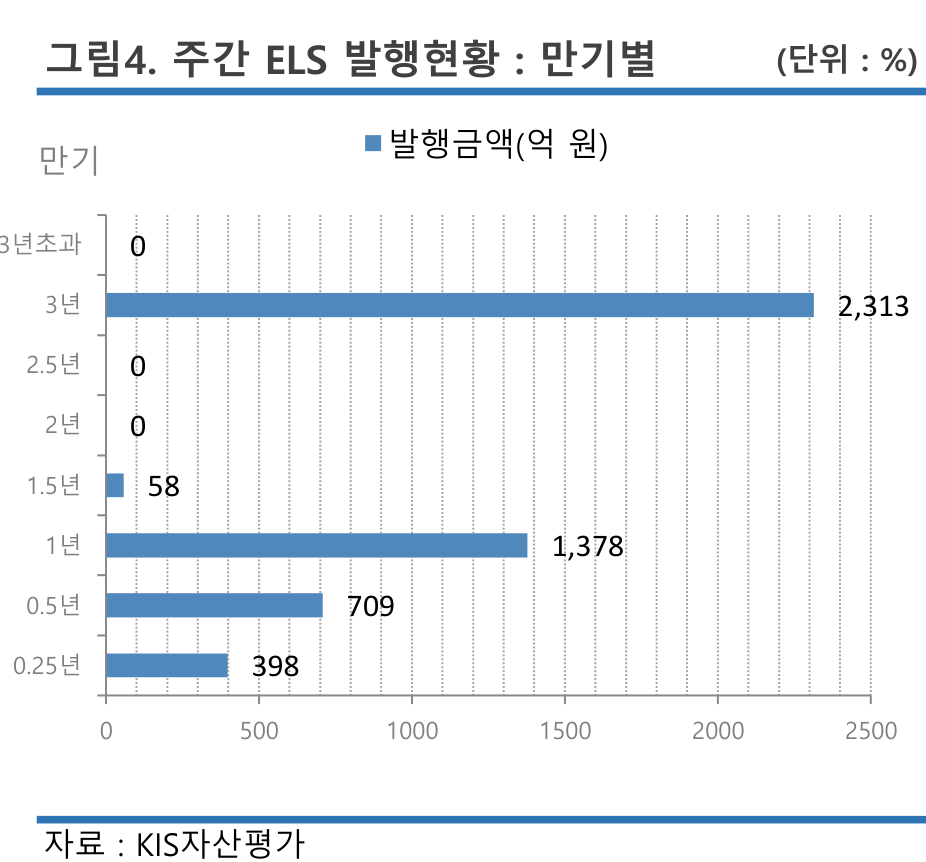 그림4. 주간 ELS 발행현황 : 만기별 (단위 : %)
발행금액(억 원)
만기
3년초과 0
3년 2,313
2.5년 0
2년 0
1.5년 58
1년 1,378
0.5년 709
0.25년 398
0 500 1000 1500 2000 2500
자료 : KIS자산평가